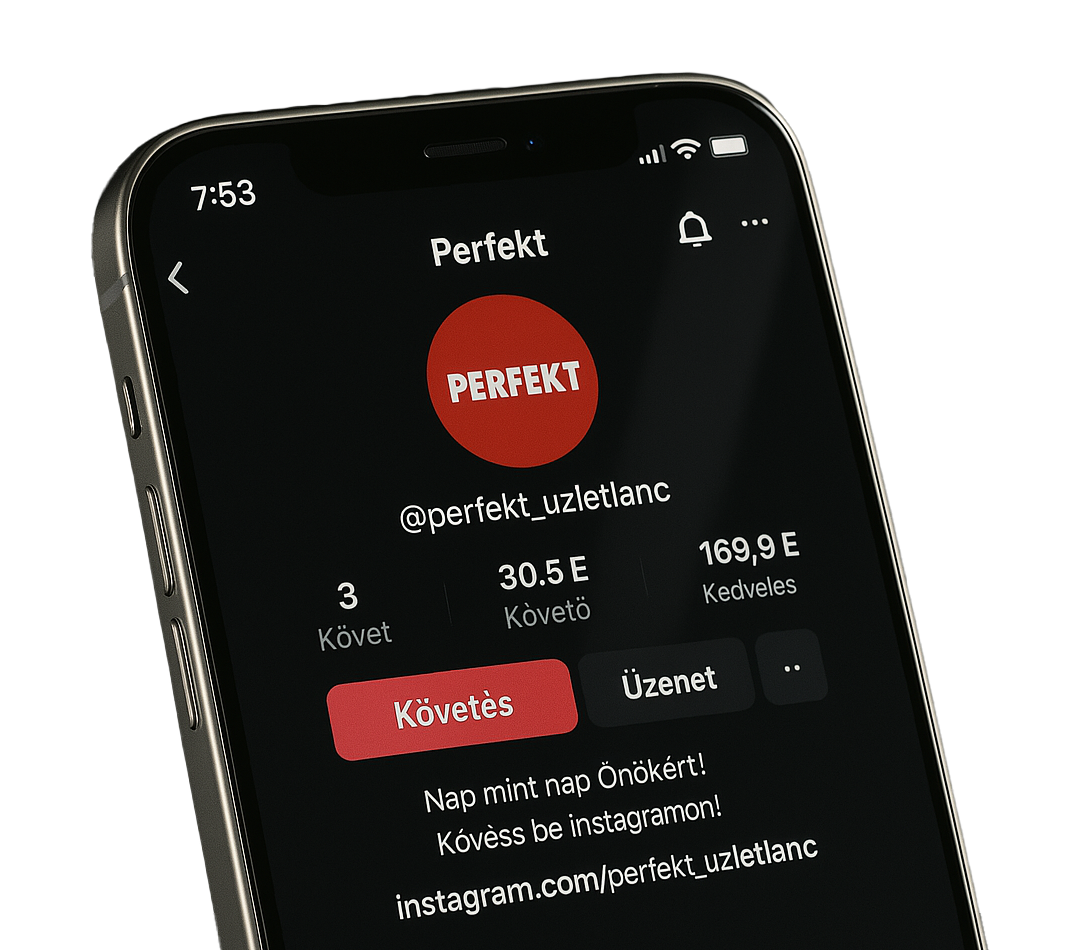 7:53
Perfekt
PERFEKT
@perfekt_uzletlanc
3 30.5 E 169,9 E
Követ Kòvetö Kedveles
Követès Üzenet
Nap mint nap Önökért!
Kóvèss be instagramon!
instagram.com/perfekt_uzletlanc